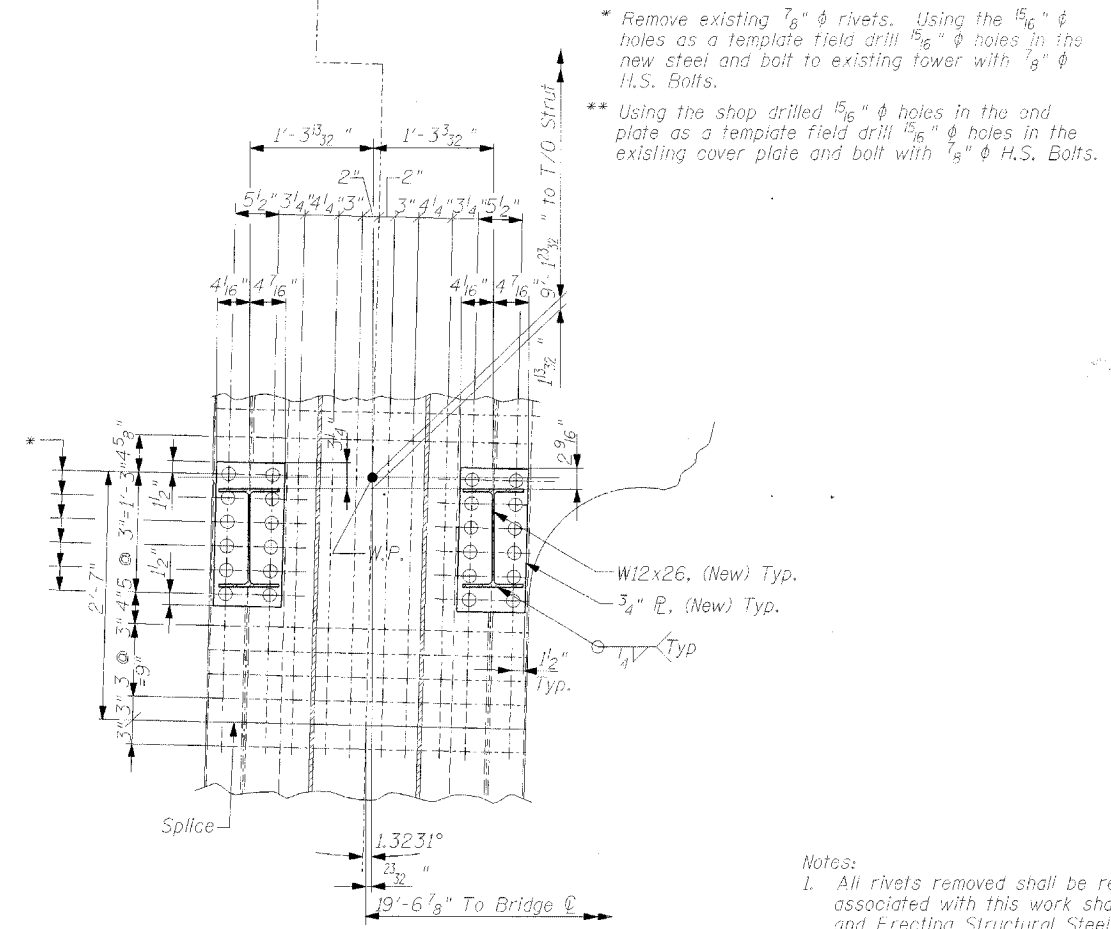 * Remove existing 7/8" ϕ rivets. Using the 15/16" ϕ
holes as a template field drill 15/16" ϕ holes in the
new steel and bolt to existing tower with 7/8" ϕ
H.S. Bolts.
** Using the shop drilled 15/16" ϕ holes in the end
plate as a template field drill 15/16" ϕ holes in the
existing cover plate and bolt with 7/8" ϕ H.S. Bolts.
1'-3 13/32" 1'-3 3/32"
2" 2"
5 1/2" 3 1/4" 4 1/4" 3" 3" 4 1/4" 3 1/4" 5 1/2"
9'-1 23/32" to T/O Strut
4 1/16" 4 7/16" 4 1/16" 4 7/16"
1 13/32"
3 1/4"
2 9/16"
*
4 5/8"
5 @ 3"=1'-3"
4"
3 @ 3"
=9"
3"
3"
2'-7"
1 1/2"
1 1/2"
W.P.
W12x26, (New) Typ.
3/4" PL, (New) Typ.
1/4 Typ
1 1/2"
Typ.
Splice
1.3231°
23/32"
19'-6 7/8" To Bridge CL
Notes:
1. All rivets removed shall be re
associated with this work sha
and Erecting Structural Steel